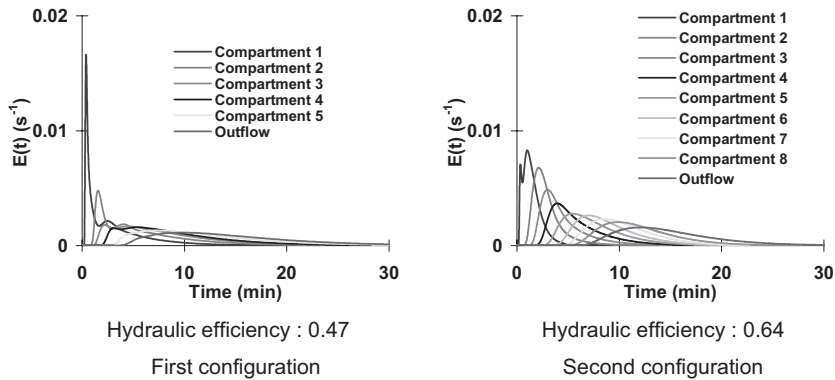 0.02
Compartment 1
Compartment 2
Compartment 3
Compartment 4
Compartment 5
Outflow
E(t) (s⁻¹)
0.01
0
0 10 20 30
Time (min)
Hydraulic efficiency : 0.47
First configuration
0.02
Compartment 1
Compartment 2
Compartment 3
Compartment 4
Compartment 5
Compartment 6
Compartment 7
Compartment 8
Outflow
E(t) (s⁻¹)
0.01
0
0 10 20 30
Time (min)
Hydraulic efficiency : 0.64
Second configuration